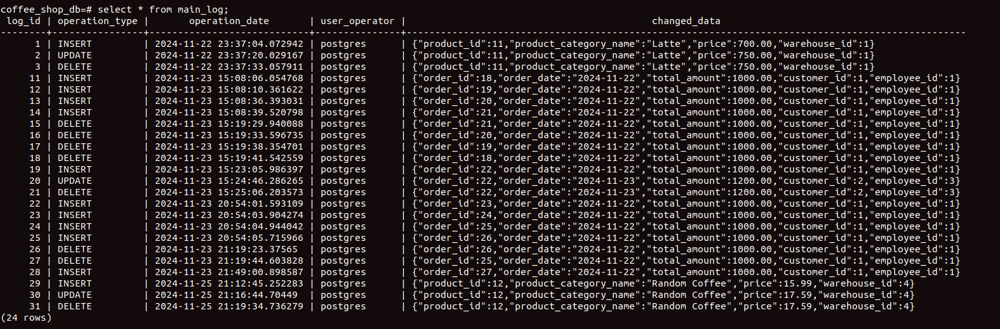 coffee_shop_db=# select * from main_log;
 log_id | operation_type |       operation_date       | user_operator |                                           changed_data
--------+----------------+----------------------------+---------------+--------------------------------------------------------------------------------------------------
      1 | INSERT         | 2024-11-22 23:37:04.072942 | postgres      | {"product_id":11,"product_category_name":"Latte","price":700.00,"warehouse_id":1}
      2 | UPDATE         | 2024-11-22 23:37:20.029167 | postgres      | {"product_id":11,"product_category_name":"Latte","price":750.00,"warehouse_id":1}
      3 | DELETE         | 2024-11-22 23:37:33.057911 | postgres      | {"product_id":11,"product_category_name":"Latte","price":750.00,"warehouse_id":1}
     11 | INSERT         | 2024-11-23 15:08:06.054768 | postgres      | {"order_id":18,"order_date":"2024-11-22","total_amount":1000.00,"customer_id":1,"employee_id":1}
     12 | INSERT         | 2024-11-23 15:08:10.361622 | postgres      | {"order_id":19,"order_date":"2024-11-22","total_amount":1000.00,"customer_id":1,"employee_id":1}
     13 | INSERT         | 2024-11-23 15:08:36.393031 | postgres      | {"order_id":20,"order_date":"2024-11-22","total_amount":1000.00,"customer_id":1,"employee_id":1}
     14 | INSERT         | 2024-11-23 15:08:39.520798 | postgres      | {"order_id":21,"order_date":"2024-11-22","total_amount":1000.00,"customer_id":1,"employee_id":1}
     15 | DELETE         | 2024-11-23 15:19:29.940088 | postgres      | {"order_id":21,"order_date":"2024-11-22","total_amount":1000.00,"customer_id":1,"employee_id":1}
     16 | DELETE         | 2024-11-23 15:19:33.596735 | postgres      | {"order_id":20,"order_date":"2024-11-22","total_amount":1000.00,"customer_id":1,"employee_id":1}
     17 | DELETE         | 2024-11-23 15:19:38.354701 | postgres      | {"order_id":19,"order_date":"2024-11-22","total_amount":1000.00,"customer_id":1,"employee_id":1}
     18 | DELETE         | 2024-11-23 15:19:41.542559 | postgres      | {"order_id":18,"order_date":"2024-11-22","total_amount":1000.00,"customer_id":1,"employee_id":1}
     19 | INSERT         | 2024-11-23 15:23:05.986397 | postgres      | {"order_id":22,"order_date":"2024-11-22","total_amount":1000.00,"customer_id":1,"employee_id":1}
     20 | UPDATE         | 2024-11-23 15:24:46.286265 | postgres      | {"order_id":22,"order_date":"2024-11-23","total_amount":1200.00,"customer_id":2,"employee_id":3}
     21 | DELETE         | 2024-11-23 15:25:06.203573 | postgres      | {"order_id":22,"order_date":"2024-11-23","total_amount":1200.00,"customer_id":2,"employee_id":3}
     22 | INSERT         | 2024-11-23 20:54:01.593109 | postgres      | {"order_id":23,"order_date":"2024-11-22","total_amount":1000.00,"customer_id":1,"employee_id":1}
     23 | INSERT         | 2024-11-23 20:54:03.904274 | postgres      | {"order_id":24,"order_date":"2024-11-22","total_amount":1000.00,"customer_id":1,"employee_id":1}
     24 | INSERT         | 2024-11-23 20:54:04.944042 | postgres      | {"order_id":25,"order_date":"2024-11-22","total_amount":1000.00,"customer_id":1,"employee_id":1}
     25 | INSERT         | 2024-11-23 20:54:05.715966 | postgres      | {"order_id":26,"order_date":"2024-11-22","total_amount":1000.00,"customer_id":1,"employee_id":1}
     26 | DELETE         | 2024-11-23 21:19:23.37565  | postgres      | {"order_id":26,"order_date":"2024-11-22","total_amount":1000.00,"customer_id":1,"employee_id":1}
     27 | DELETE         | 2024-11-23 21:19:44.603828 | postgres      | {"order_id":25,"order_date":"2024-11-22","total_amount":1000.00,"customer_id":1,"employee_id":1}
     28 | INSERT         | 2024-11-23 21:49:00.898587 | postgres      | {"order_id":27,"order_date":"2024-11-22","total_amount":1000.00,"customer_id":1,"employee_id":1}
     29 | INSERT         | 2024-11-25 21:12:45.252283 | postgres      | {"product_id":12,"product_category_name":"Random Coffee","price":15.99,"warehouse_id":4}
     30 | UPDATE         | 2024-11-25 21:16:44.70449  | postgres      | {"product_id":12,"product_category_name":"Random Coffee","price":17.59,"warehouse_id":4}
     31 | DELETE         | 2024-11-25 21:19:34.736279 | postgres      | {"product_id":12,"product_category_name":"Random Coffee","price":17.59,"warehouse_id":4}
(24 rows)